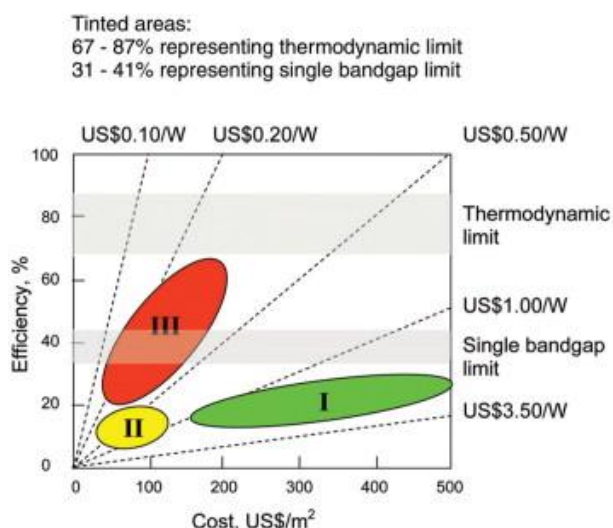 Tinted areas:
67 - 87% representing thermodynamic limit
31 - 41% representing single bandgap limit
US$0.10/W US$0.20/W US$0.50/W
100
80
60
40
20
0
Efficiency, %
Thermodynamic
limit
US$1.00/W
Single bandgap
limit
US$3.50/W
III
II
I
0 100 200 300 400 500
Cost, US$/m²